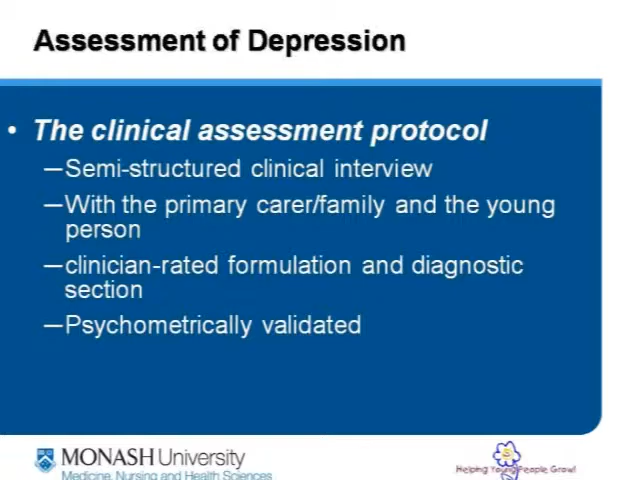 Assessment of Depression
• The clinical assessment protocol
—Semi-structured clinical interview
—With the primary carer/family and the young
person
—clinician-rated formulation and diagnostic
section
—Psychometrically validated
MONASH University
Medicine, Nursing and Health Sciences
Helping Young People Grow!